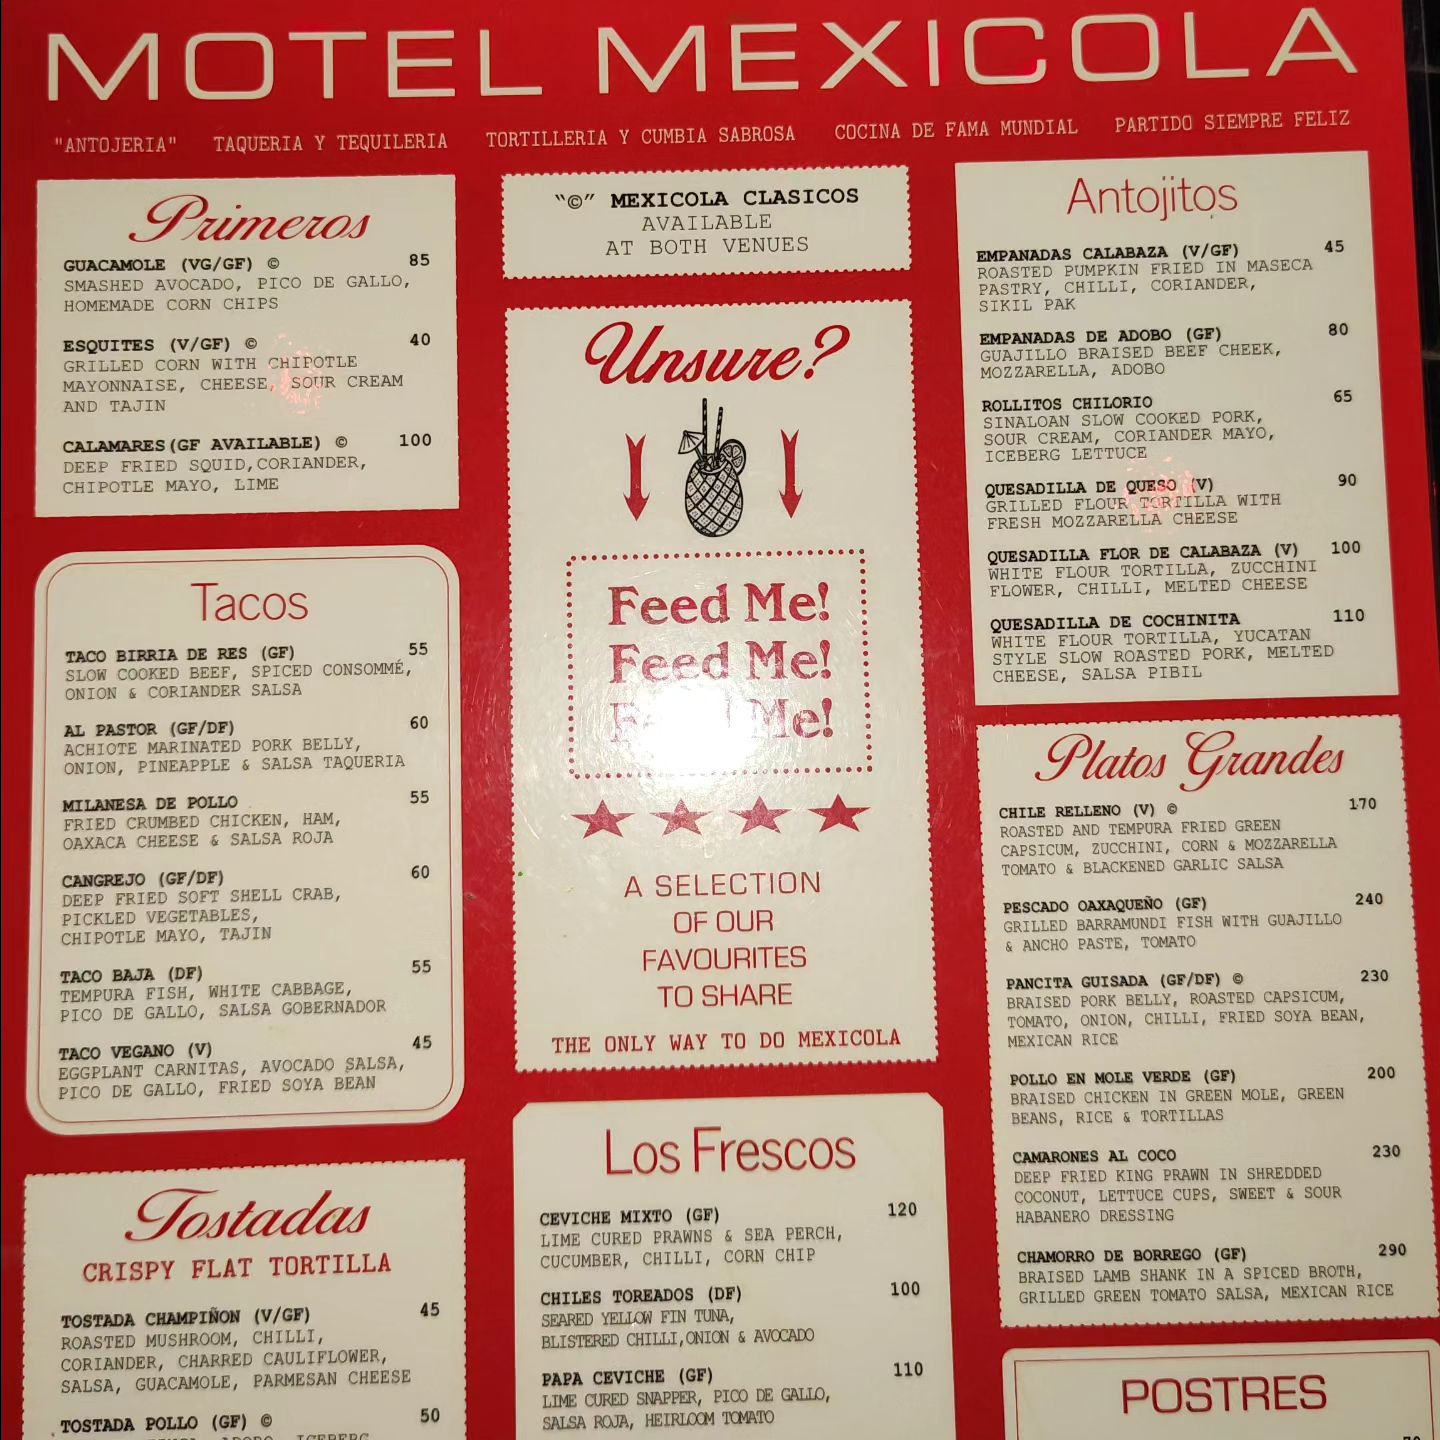 MOTEL MEXICOLA
"ANTOJERIA" TAQUERIA Y TEQUILERIA TORTILLERIA Y CUMBIA SABROSA COCINA DE FAMA MUNDIAL PARTIDO SIEMPRE FELIZ
Primeros
GUACAMOLE (VG/GF) © 85
SMASHED AVOCADO, PICO DE GALLO,
HOMEMADE CORN CHIPS
ESQUITES (V/GF) © 40
GRILLED CORN WITH CHIPOTLE
MAYONNAISE, CHEESE, SOUR CREAM
AND TAJIN
CALAMARES(GF AVAILABLE) © 100
DEEP FRIED SQUID,CORIANDER,
CHIPOTLE MAYO, LIME
Tacos
TACO BIRRIA DE RES (GF) 55
SLOW COOKED BEEF, SPICED CONSOMMÉ,
ONION & CORIANDER SALSA
AL PASTOR (GF/DF) 60
ACHIOTE MARINATED PORK BELLY,
ONION, PINEAPPLE & SALSA TAQUERIA
MILANESA DE POLLO 55
FRIED CRUMBED CHICKEN, HAM,
OAXACA CHEESE & SALSA ROJA
CANGREJO (GF/DF) 60
DEEP FRIED SOFT SHELL CRAB,
PICKLED VEGETABLES,
CHIPOTLE MAYO, TAJIN
TACO BAJA (DF) 55
TEMPURA FISH, WHITE CABBAGE,
PICO DE GALLO, SALSA GOBERNADOR
TACO VEGANO (V) 45
EGGPLANT CARNITAS, AVOCADO SALSA,
PICO DE GALLO, FRIED SOYA BEAN
Tostadas
CRISPY FLAT TORTILLA
TOSTADA CHAMPIÑON (V/GF) 45
ROASTED MUSHROOM, CHILLI,
CORIANDER, CHARRED CAULIFLOWER,
SALSA, GUACAMOLE, PARMESAN CHEESE
TOSTADA POLLO (GF) © 50
"©" MEXICOLA CLASICOS
AVAILABLE
AT BOTH VENUES
Unsure?
Feed Me!
Feed Me!
Me!
A SELECTION
OF OUR
FAVOURITES
TO SHARE
THE ONLY WAY TO DO MEXICOLA
Los Frescos
CEVICHE MIXTO (GF) 120
LIME CURED PRAWNS & SEA PERCH,
CUCUMBER, CHILLI, CORN CHIP
CHILES TOREADOS (DF) 100
SEARED YELLOW FIN TUNA,
BLISTERED CHILLI,ONION & AVOCADO
PAPA CEVICHE (GF) 110
LIME CURED SNAPPER, PICO DE GALLO,
SALSA ROJA, HEIRLOOM TOMATO
Antojitos
EMPANADAS CALABAZA (V/GF) 45
ROASTED PUMPKIN FRIED IN MASECA
PASTRY, CHILLI, CORIANDER,
SIKIL PAK
EMPANADAS DE ADOBO (GF) 80
GUAJILLO BRAISED BEEF CHEEK,
MOZZARELLA, ADOBO
ROLLITOS CHILORIO 65
SINALOAN SLOW COOKED PORK,
SOUR CREAM, CORIANDER MAYO,
ICEBERG LETTUCE
QUESADILLA DE QUESO (V) 90
GRILLED FLOUR TORTILLA WITH
FRESH MOZZARELLA CHEESE
QUESADILLA FLOR DE CALABAZA (V) 100
WHITE FLOUR TORTILLA, ZUCCHINI
FLOWER, CHILLI, MELTED CHEESE
QUESADILLA DE COCHINITA 110
WHITE FLOUR TORTILLA, YUCATAN
STYLE SLOW ROASTED PORK, MELTED
CHEESE, SALSA PIBIL
Platos Grandes
CHILE RELLENO (V) © 170
ROASTED AND TEMPURA FRIED GREEN
CAPSICUM, ZUCCHINI, CORN & MOZZARELLA
TOMATO & BLACKENED GARLIC SALSA
PESCADO OAXAQUEÑO (GF) 240
GRILLED BARRAMUNDI FISH WITH GUAJILLO
& ANCHO PASTE, TOMATO
PANCITA GUISADA (GF/DF) © 230
BRAISED PORK BELLY, ROASTED CAPSICUM,
TOMATO, ONION, CHILLI, FRIED SOYA BEAN,
MEXICAN RICE
POLLO EN MOLE VERDE (GF) 200
BRAISED CHICKEN IN GREEN MOLE, GREEN
BEANS, RICE & TORTILLAS
CAMARONES AL COCO 230
DEEP FRIED KING PRAWN IN SHREDDED
COCONUT, LETTUCE CUPS, SWEET & SOUR
HABANERO DRESSING
CHAMORRO DE BORREGO (GF) 290
BRAISED LAMB SHANK IN A SPICED BROTH,
GRILLED GREEN TOMATO SALSA, MEXICAN RICE
POSTRES